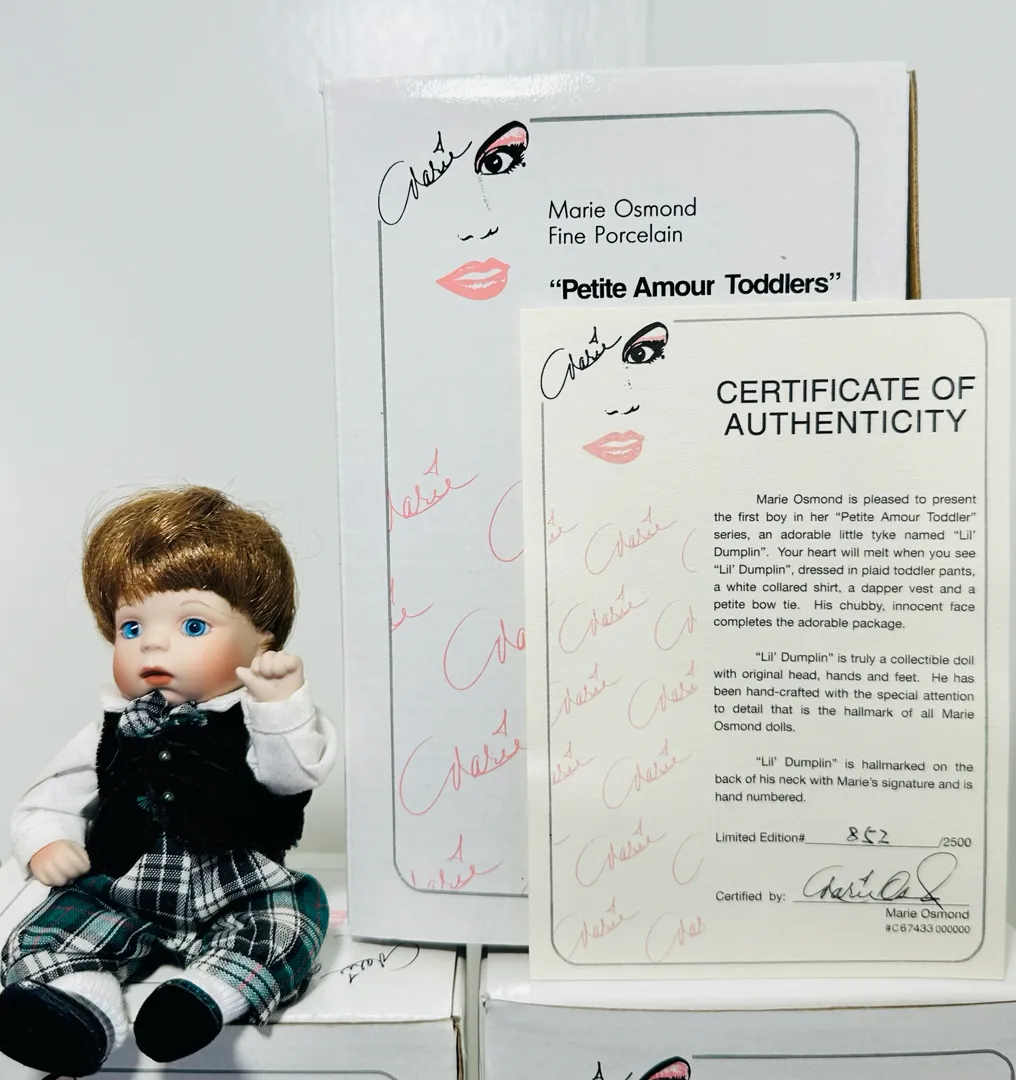 Marie
Marie Osmond
Fine Porcelain
"Petite Amour Toddlers"
Marie
CERTIFICATE OF
AUTHENTICITY
Marie Osmond is pleased to present
the first boy in her "Petite Amour Toddler"
series, an adorable little tyke named "Lil'
Dumplin". Your heart will melt when you see
"Lil' Dumplin", dressed in plaid toddler pants,
a white collared shirt, a dapper vest and a
petite bow tie. His chubby, innocent face
completes the adorable package.
"Lil' Dumplin" is truly a collectible doll
with original head, hands and feet. He has
been hand-crafted with the special attention
to detail that is the hallmark of all Marie
Osmond dolls.
"Lil' Dumplin" is hallmarked on the
back of his neck with Marie's signature and is
hand numbered.
Limited Edition# 852 /2500
Certified by: Marie Osmond
Marie Osmond
#C67433 000000